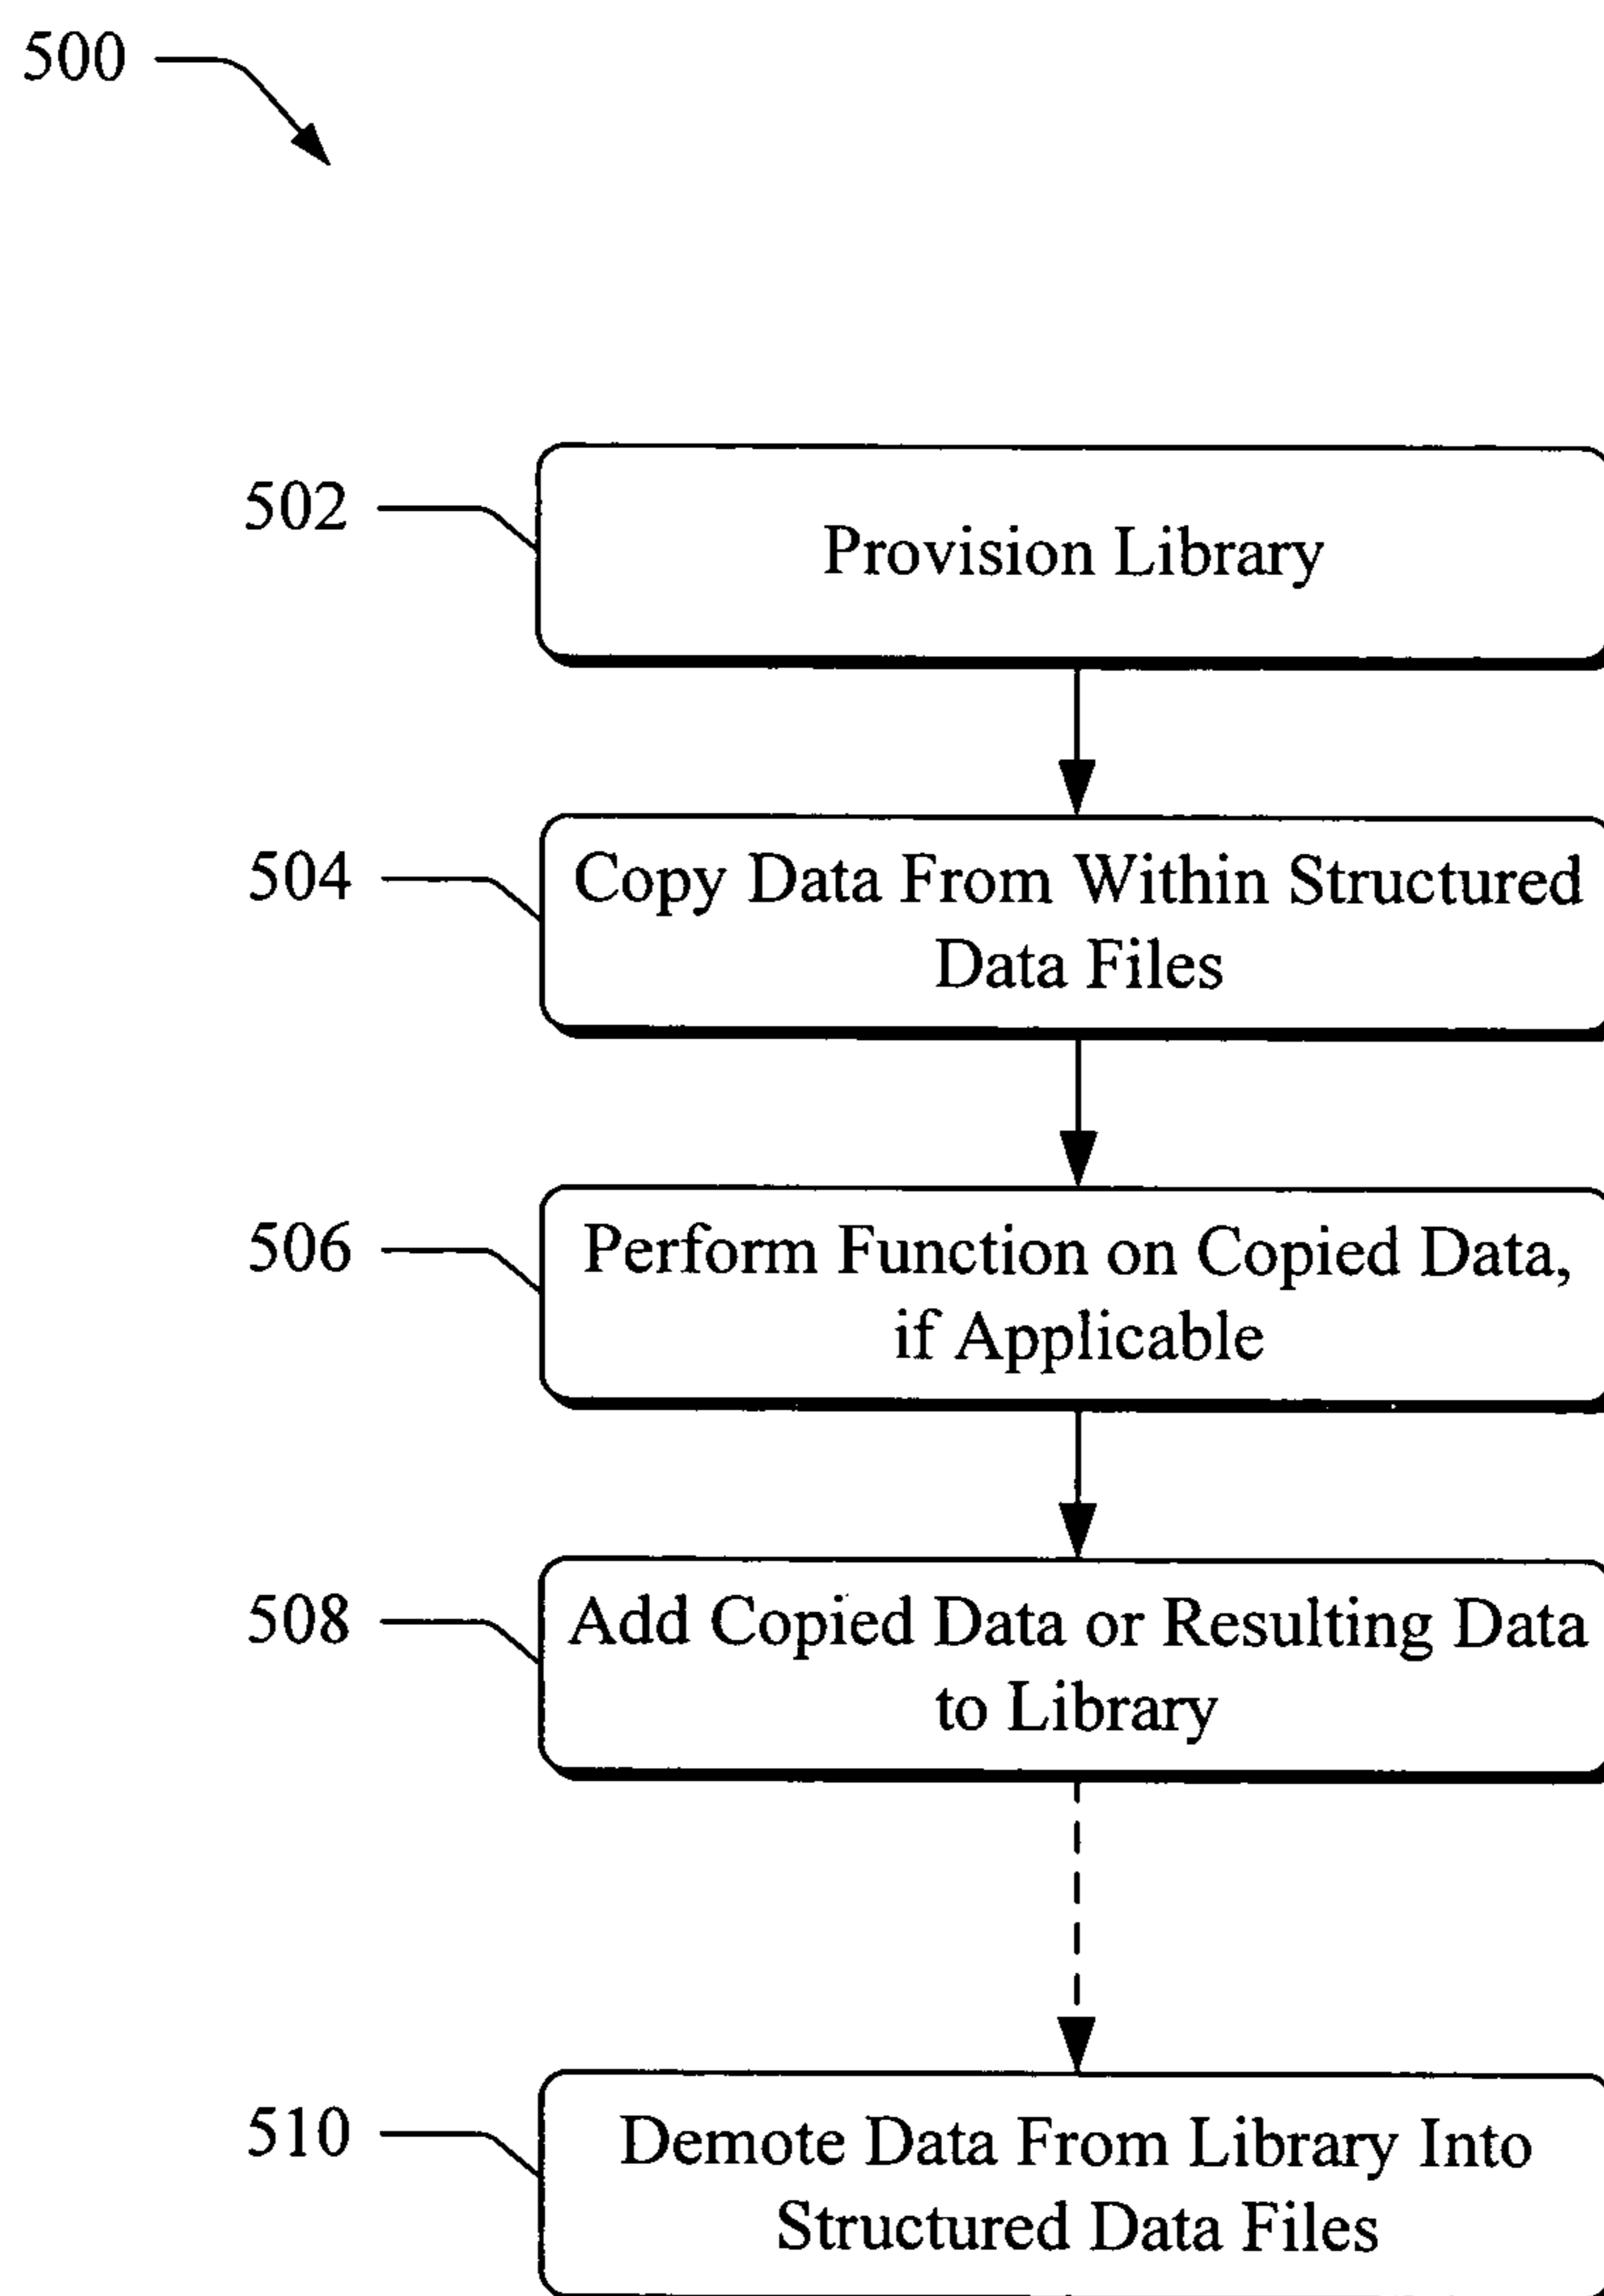 500
502
Provision Library
504
Copy Data From Within Structured
Data Files
506
Perform Function on Copied Data,
if Applicable
508
Add Copied Data or Resulting Data
to Library
510
Demote Data From Library Into
Structured Data Files